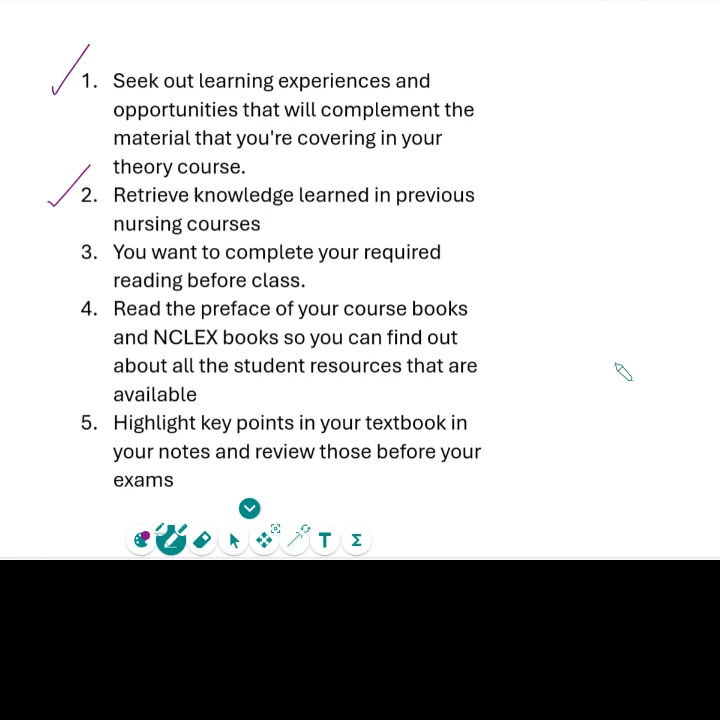 1. Seek out learning experiences and
opportunities that will complement the
material that you're covering in your
theory course.
2. Retrieve knowledge learned in previous
nursing courses
3. You want to complete your required
reading before class.
4. Read the preface of your course books
and NCLEX books so you can find out
about all the student resources that are
available
5. Highlight key points in your textbook in
your notes and review those before your
exams
T Σ